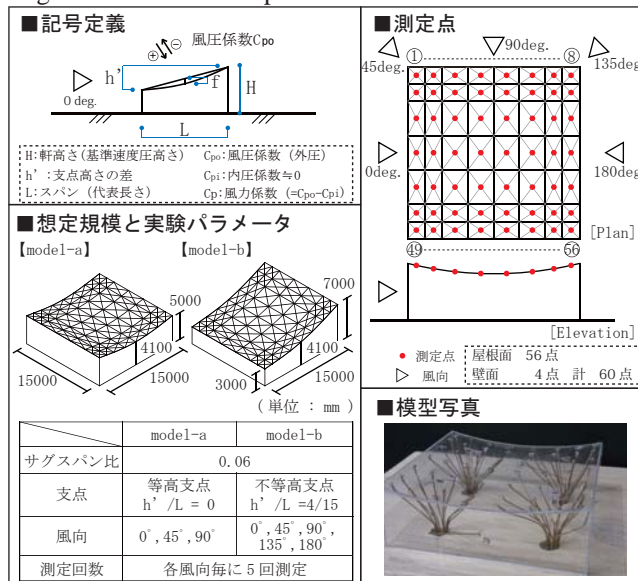 ■記号定義
風圧係数Cpo
⊕ ⊖
h'
f
H
0 deg.
L
H:軒高さ(基準速度圧高さ) Cpo:風圧係数 (外圧)
h' :支点高さの差 Cpi:内圧係数≒0
L:スパン (代表長さ) Cp:風力係数 (=Cpo-Cpi)
■測定点
① ⑧
90deg.
45deg. 135deg.
0deg. 180deg.
[Plan]
㊾ 56
[Elevation]
測定点 屋根面 56点
風向 壁面 4点 計 60点
■想定規模と実験パラメータ
【model-a】 【model-b】
5000 7000
4100 4100
15000 15000 3000 15000
(単位 : mm )
model-a model-b
サグスパン比 0.06
支点 等高支点 不等高支点
h' /L = 0 h' /L =4/15
風向 0°,45°,90° 0°,45°,90°,
135°,180°
測定回数 各風向毎に5回測定
■模型写真